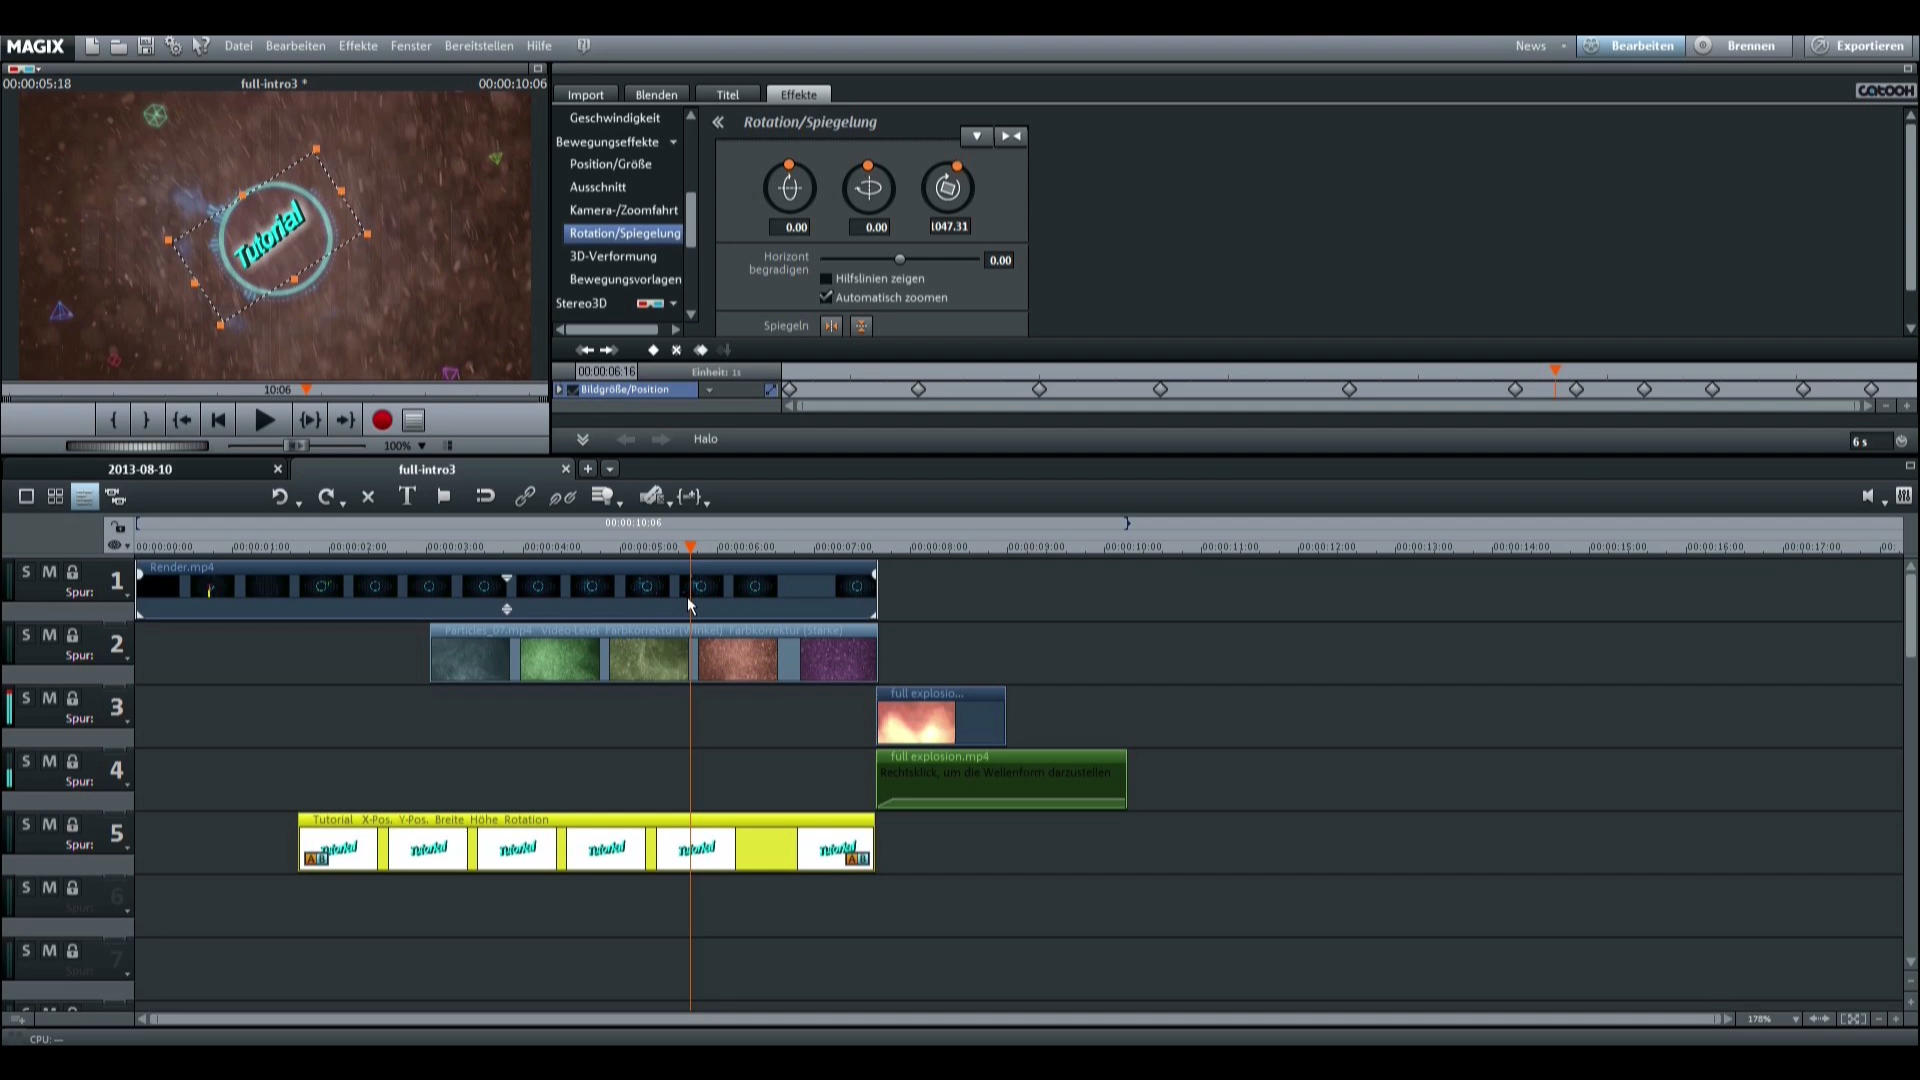 MAGIX Datei Bearbeiten Effekte Fenster Bereitstellen Hilfe News Bearbeiten Brennen Exportieren
00:00:05:18 full-intro3 * 00:00:10:06
Tutorial
10:06
100%
Import Blenden Titel Effekte catooh
Geschwindigkeit
Bewegungseffekte
Position/Größe
Ausschnitt
Kamera-/Zoomfahrt
Rotation/Spiegelung
3D-Verformung
Bewegungsvorlagen
Stereo3D
Rotation/Spiegelung
0.00 0.00 1047.31
Horizont begradigen 0.00
Hilfslinien zeigen
Automatisch zoomen
Spiegeln
00:00:06:16 Einheit: 1s
Bildgröße/Position
Halo 6 s
2013-08-10 full-intro3
00:00:10:06
00:00:00:00 00:00:01:00 00:00:02:00 00:00:03:00 00:00:04:00 00:00:05:00 00:00:06:00 00:00:07:00 00:00:08:00 00:00:09:00 00:00:10:00 00:00:11:00 00:00:12:00 00:00:13:00 00:00:14:00 00:00:15:00 00:00:16:00 00:00:17:00 00:
S M 1 Spur: Render.mp4
S M 2 Spur: Particles_07.mp4 Video-Level Farbkorrektur (Winkel) Farbkorrektur (Stärke)
S M 3 Spur: full explosio...
S M 4 Spur: full explosion.mp4
Rechtsklick, um die Wellenform darzustellen
S M 5 Spur: Tutorial X-Pos. Y-Pos. Breite Höhe Rotation
Tutorial Tutorial Tutorial Tutorial Tutorial Tutorial
A B A B
S M 6 Spur:
S M 7 Spur:
178%
CPU: —